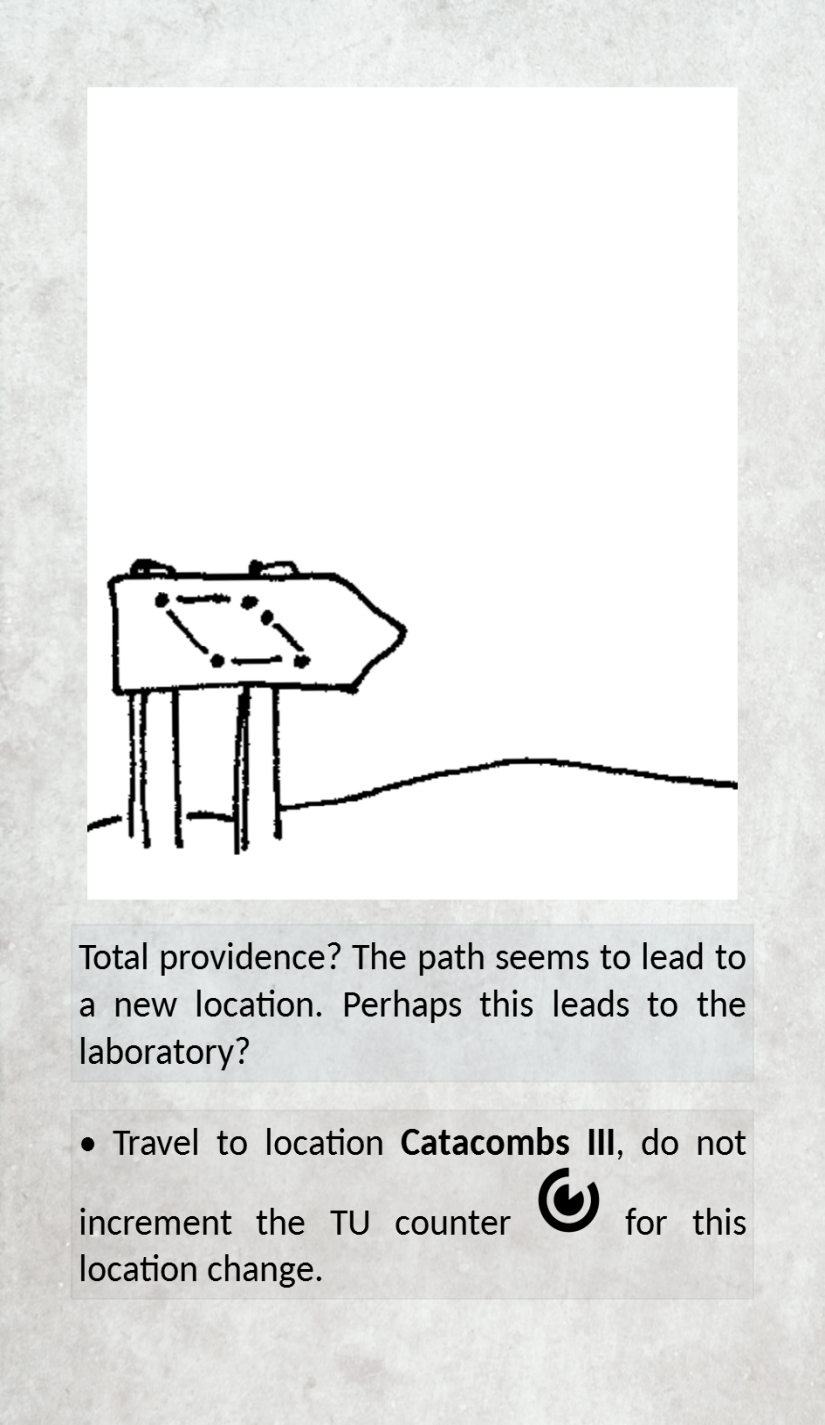 Total providence? The path seems to lead to
a new location. Perhaps this leads to the
laboratory?
• Travel to location Catacombs III, do not
increment the TU counter for this
location change.